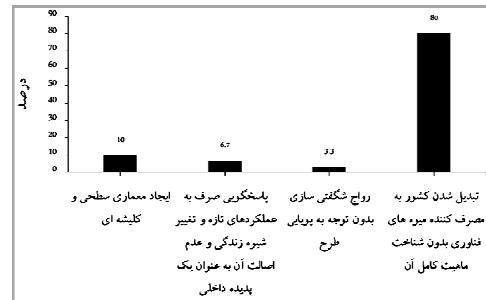 درصد
90
80
70
60
50
40
30
20
10
0
10
6.7
3.3
80
ایجاد معماری سطحی و
کلیشه ای
پاسخگویی صرف به
عملکردهای تازه و تغییر
شیوه زندگی و عدم
اصالت آن به عنوان یک
پدیده داخلی
رواج شگفتی سازی
بدون توجه به پویایی
طرح
تبدیل شدن کشور به
مصرف کننده میوه های
فناوری بدون شناخت
ماهیت کامل آن